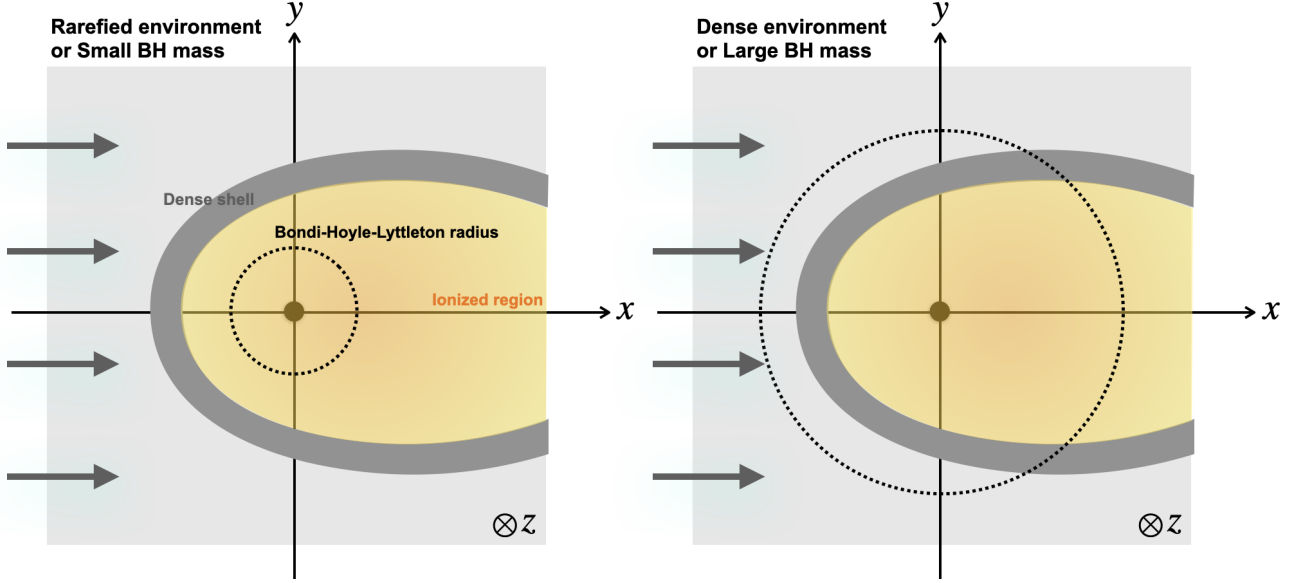 Rarefied environment
or Small BH mass
y
Dense shell
Bondi-Hoyle-Lyttleton radius
Ionized region
x
⊗z
Dense environment
or Large BH mass
y
x
⊗z